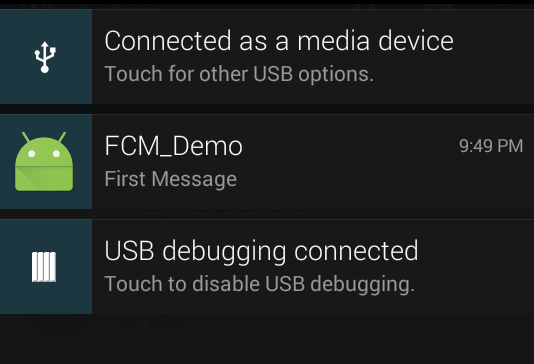 Connected as a media device
Touch for other USB options.
FCM_Demo 9:49 PM
First Message
USB debugging connected
Touch to disable USB debugging.